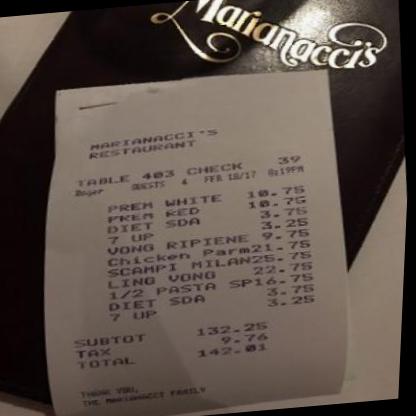 Marianacci's
MARIANACCI'S
RESTAURANT
TABLE 403 CHECK 39
Roger GUESTS 4 FEB 18/17 8:19PM
PREM WHITE 10.75
PREM RED 10.75
DIET SDA 3.75
7 UP 3.25
VONG RIPIENE 9.75
Chicken Parm21.75
SCAMPI MILAN25.75
LING VONG 22.75
1/2 PASTA SP16.75
DIET SDA 3.75
7 UP 3.25
SUBTOT 132.25
TAX 9.76
TOTAL 142.01
THANK YOU,
THE MARIANACCI FAMILY